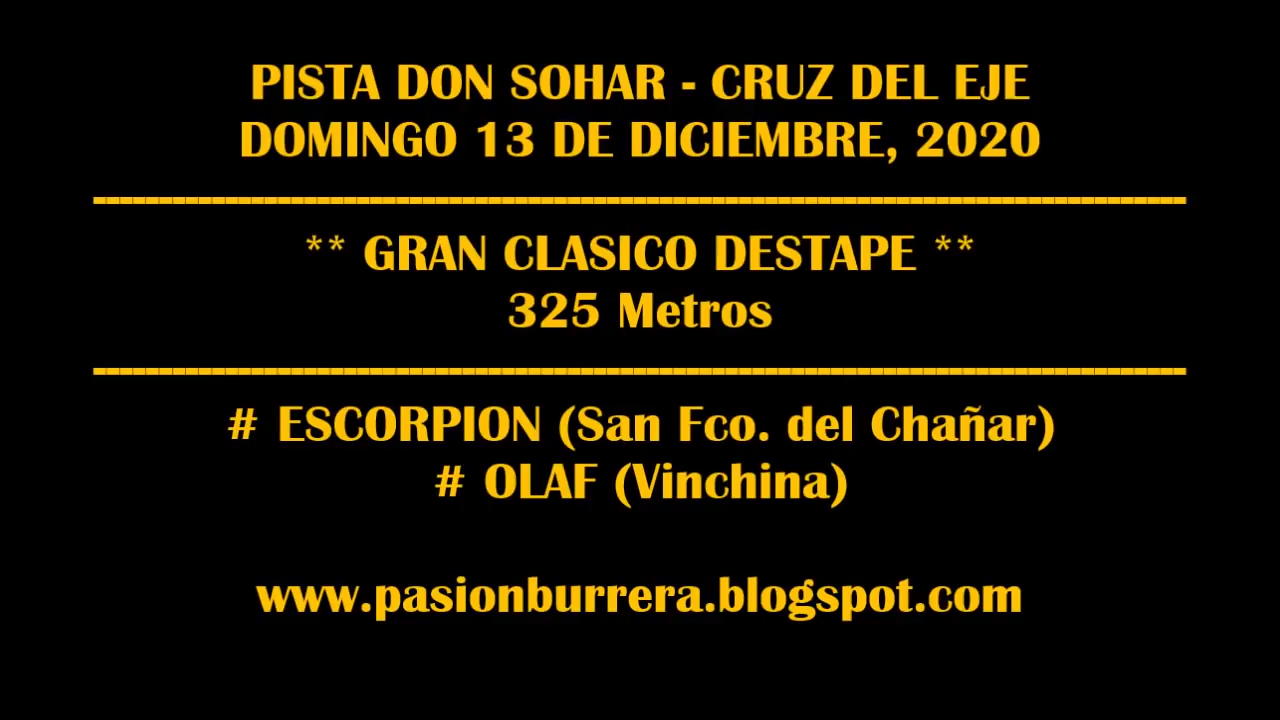 PISTA DON SOHAR - CRUZ DEL EJE
DOMINGO 13 DE DICIEMBRE, 2020
** GRAN CLASICO DESTAPE **
325 Metros
# ESCORPION (San Fco. del Chañar)
# OLAF (Vinchina)
www.pasionburrera.blogspot.com